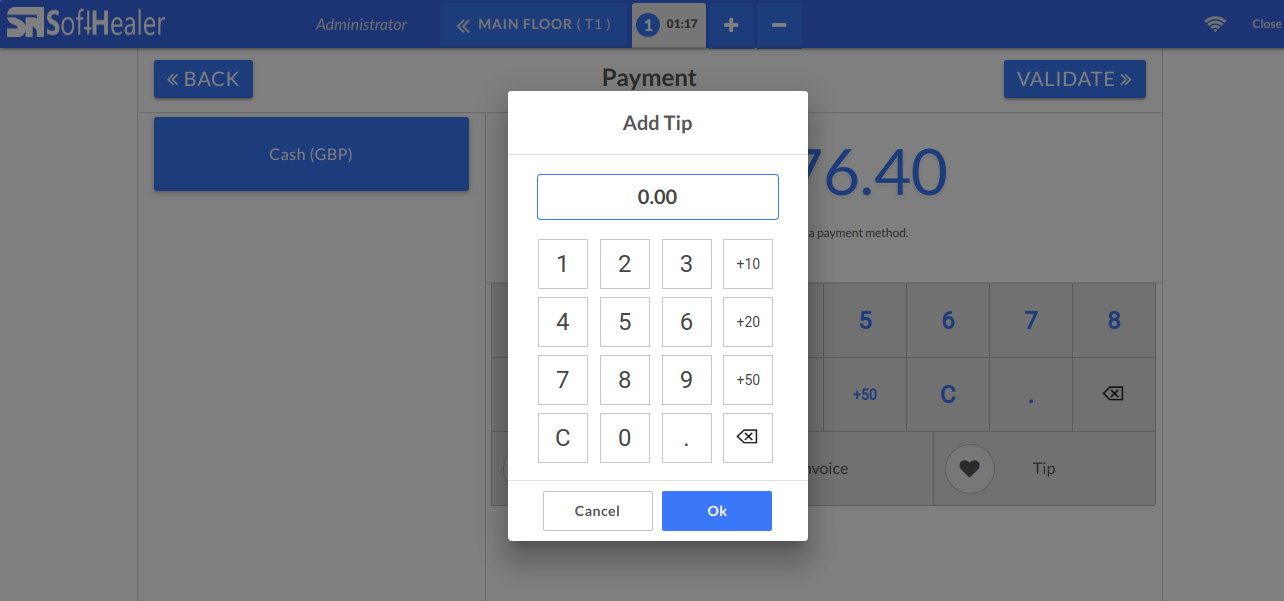 SoftHealer
Administrator
MAIN FLOOR ( T1 )
1 01:17
+ −
Close
BACK
Payment
VALIDATE
Cash (GBP)
76.40
a payment method.
Add Tip
0.00
1 2 3 +10
4 5 6 +20
7 8 9 +50
C 0 .
Cancel Ok
5 6 7 8
+50 C .
Tip